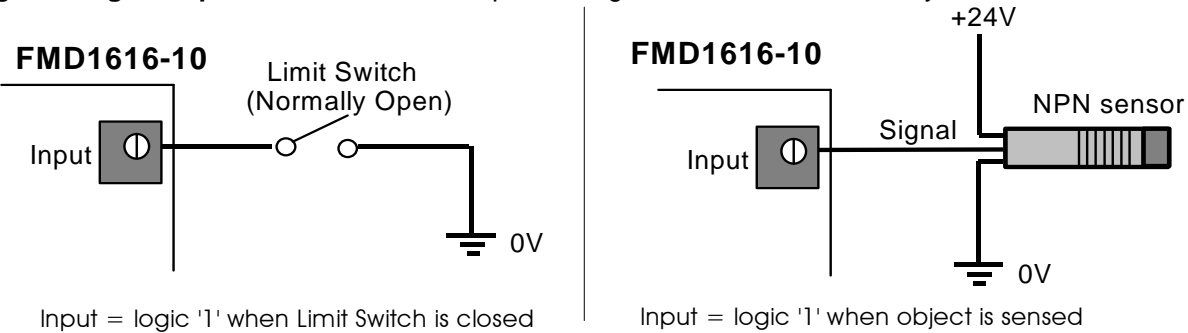 FMD1616-10
Limit Switch
(Normally Open)
Input
0V
Input = logic '1' when Limit Switch is closed
+24V
FMD1616-10
NPN sensor
Signal
Input
0V
Input = logic '1' when object is sensed